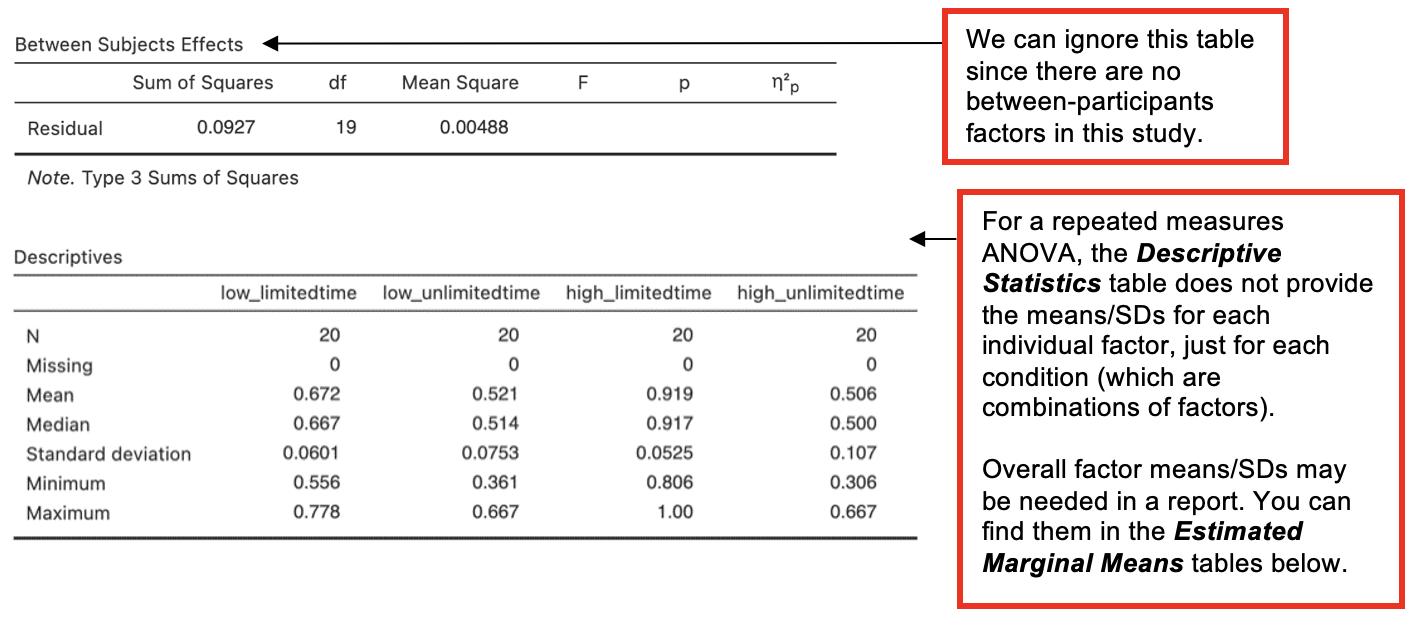 Between Subjects Effects
Sum of Squares df Mean Square F p η²p
Residual 0.0927 19 0.00488
Note. Type 3 Sums of Squares
We can ignore this table
since there are no
between-participants
factors in this study.
Descriptives
low_limitedtime low_unlimitedtime high_limitedtime high_unlimitedtime
N 20 20 20 20
Missing 0 0 0 0
Mean 0.672 0.521 0.919 0.506
Median 0.667 0.514 0.917 0.500
Standard deviation 0.0601 0.0753 0.0525 0.107
Minimum 0.556 0.361 0.806 0.306
Maximum 0.778 0.667 1.00 0.667
For a repeated measures
ANOVA, the Descriptive
Statistics table does not provide
the means/SDs for each
individual factor, just for each
condition (which are
combinations of factors).
Overall factor means/SDs may
be needed in a report. You can
find them in the Estimated
Marginal Means tables below.